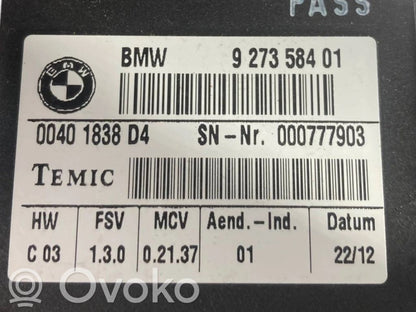 PASS
BMW 9 273 584 01
BMW
0040 1838 D4 SN-Nr. 000777903
TEMIC
HW FSV MCV Aend.-Ind. Datum
C 03 1.3.0 0.21.37 01 22/12
OVOKO